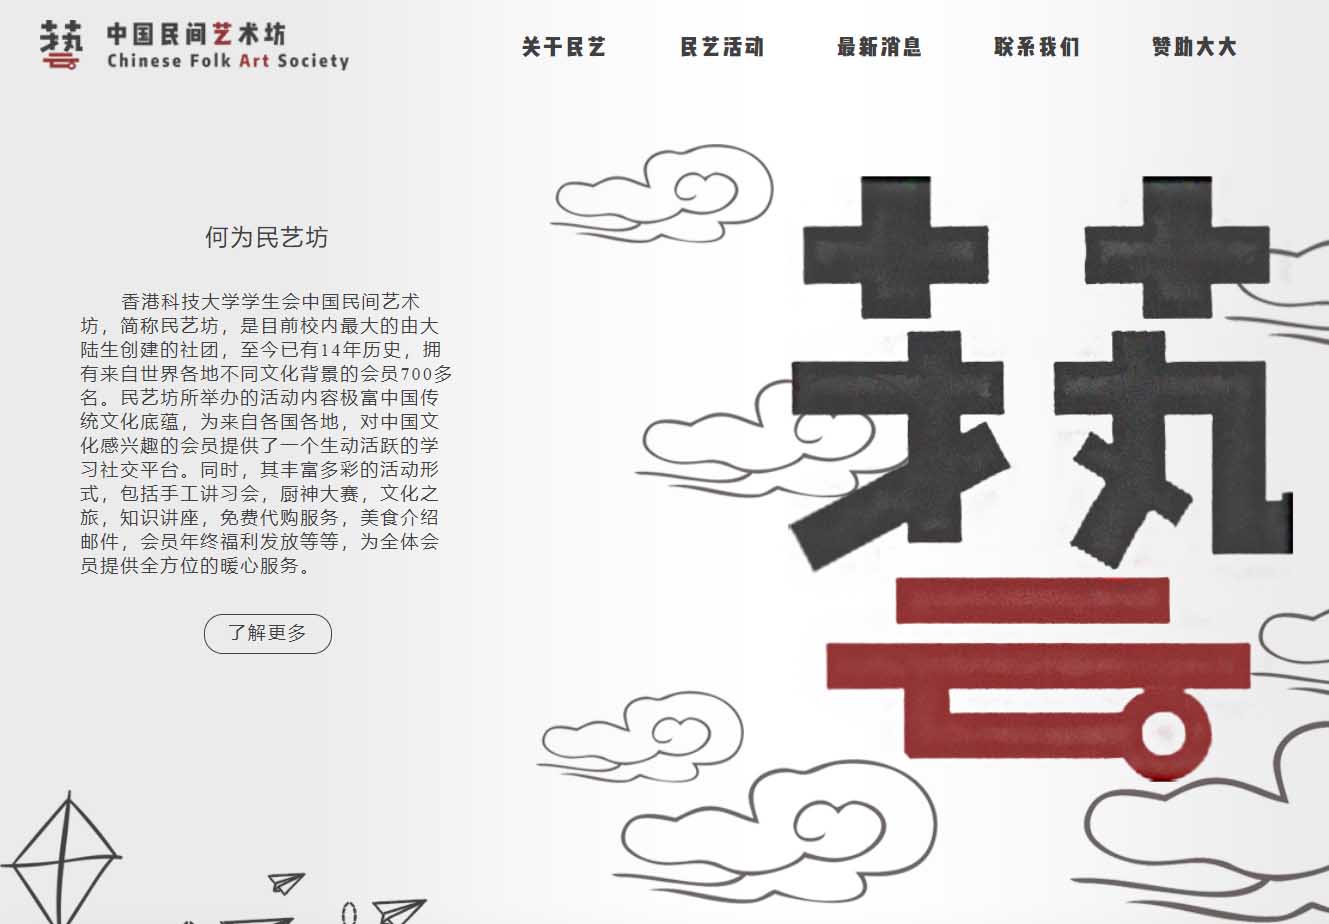 中国民间艺术坊
Chinese Folk Art Society
关于民艺
民艺活动
最新消息
联系我们
赞助大大
何为民艺坊
香港科技大学学生会中国民间艺术
坊，简称民艺坊，是目前校内最大的由大
陆生创建的社团，至今已有14年历史，拥
有来自世界各地不同文化背景的会员700多
名。民艺坊所举办的活动内容极富中国传
统文化底蕴，为来自各国各地，对中国文
化感兴趣的会员提供了一个生动活跃的学
习社交平台。同时，其丰富多彩的活动形
式，包括手工讲习会，厨神大赛，文化之
旅，知识讲座，免费代购服务，美食介绍
邮件，会员年终福利发放等等，为全体会
员提供全方位的暖心服务。
了解更多